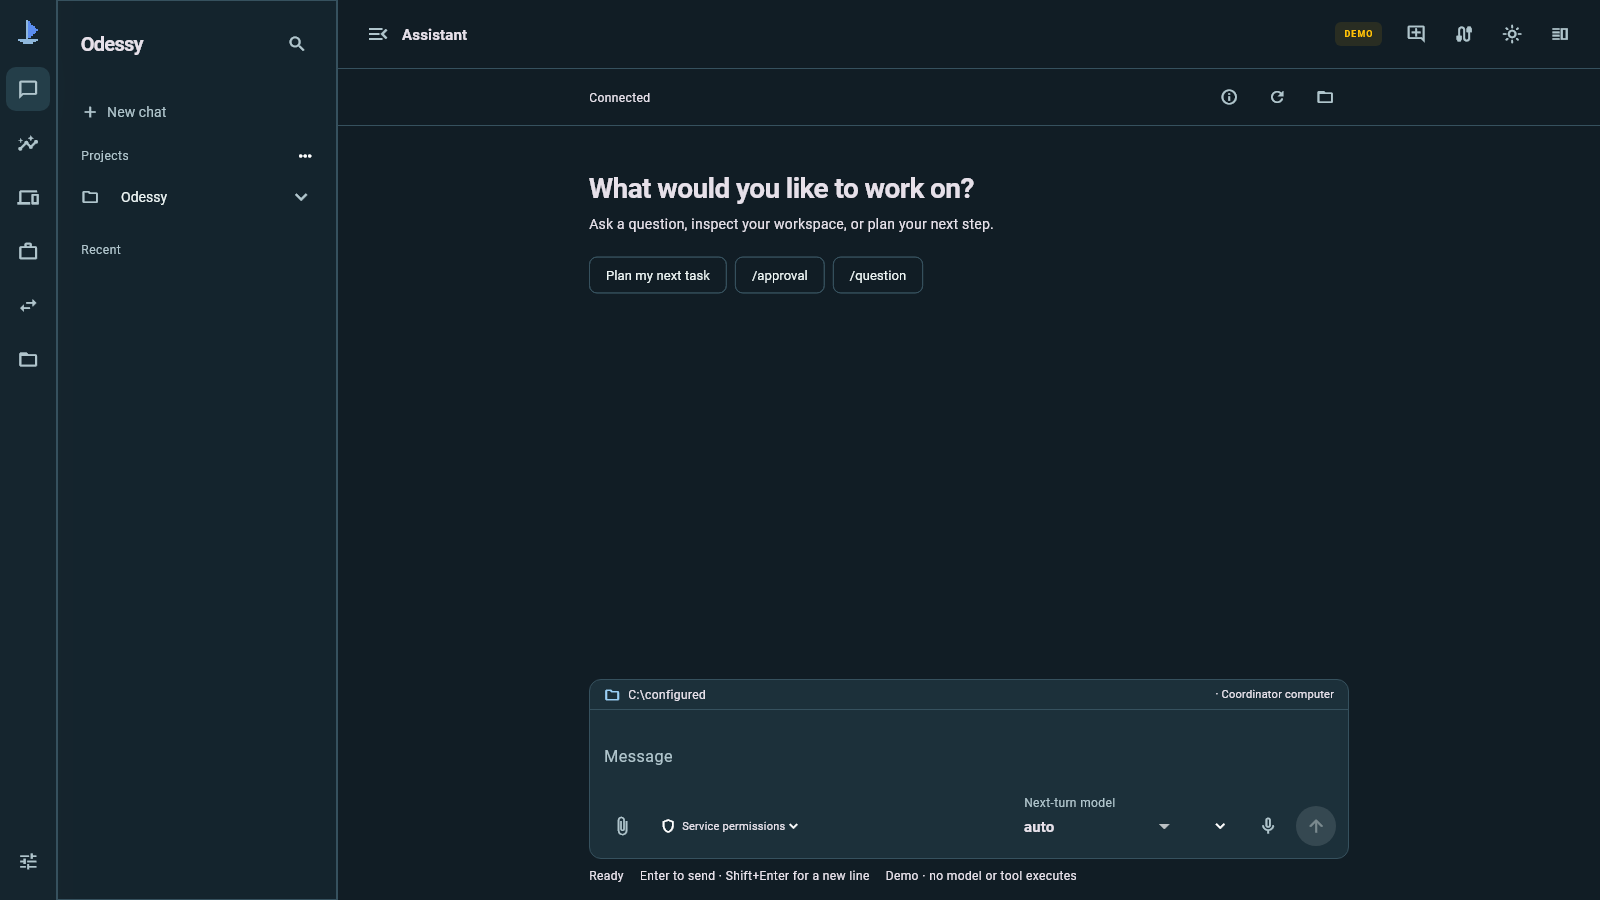 Odessy
New chat
Projects
Odessy
Recent
Assistant
DEMO
Connected
What would you like to work on?
Ask a question, inspect your workspace, or plan your next step.
Plan my next task
/approval
/question
C:\configured
· Coordinator computer
Message
Service permissions
Next-turn model
auto
Ready
Enter to send · Shift+Enter for a new line
Demo · no model or tool executes